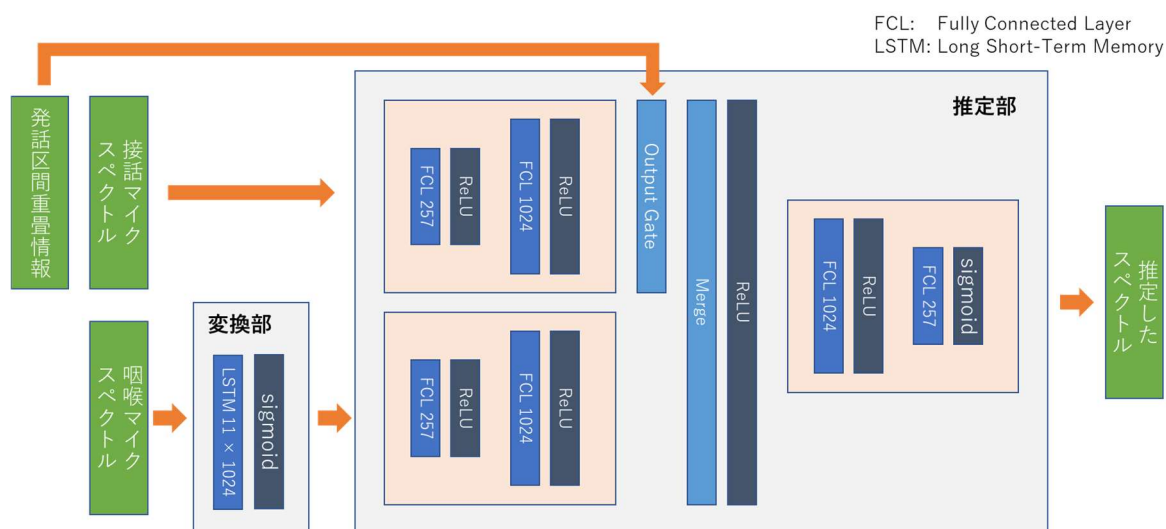 FCL: Fully Connected Layer
LSTM: Long Short-Term Memory
発話区間重畳情報
接話マイク
スペクトル
FCL 257
ReLU
FCL 1024
ReLU
Output Gate
Merge
ReLU
推定部
FCL 1024
ReLU
FCL 257
sigmoid
推定した
スペクトル
咽喉マイク
スペクトル
変換部
LSTM 11 × 1024
sigmoid
FCL 257
ReLU
FCL 1024
ReLU